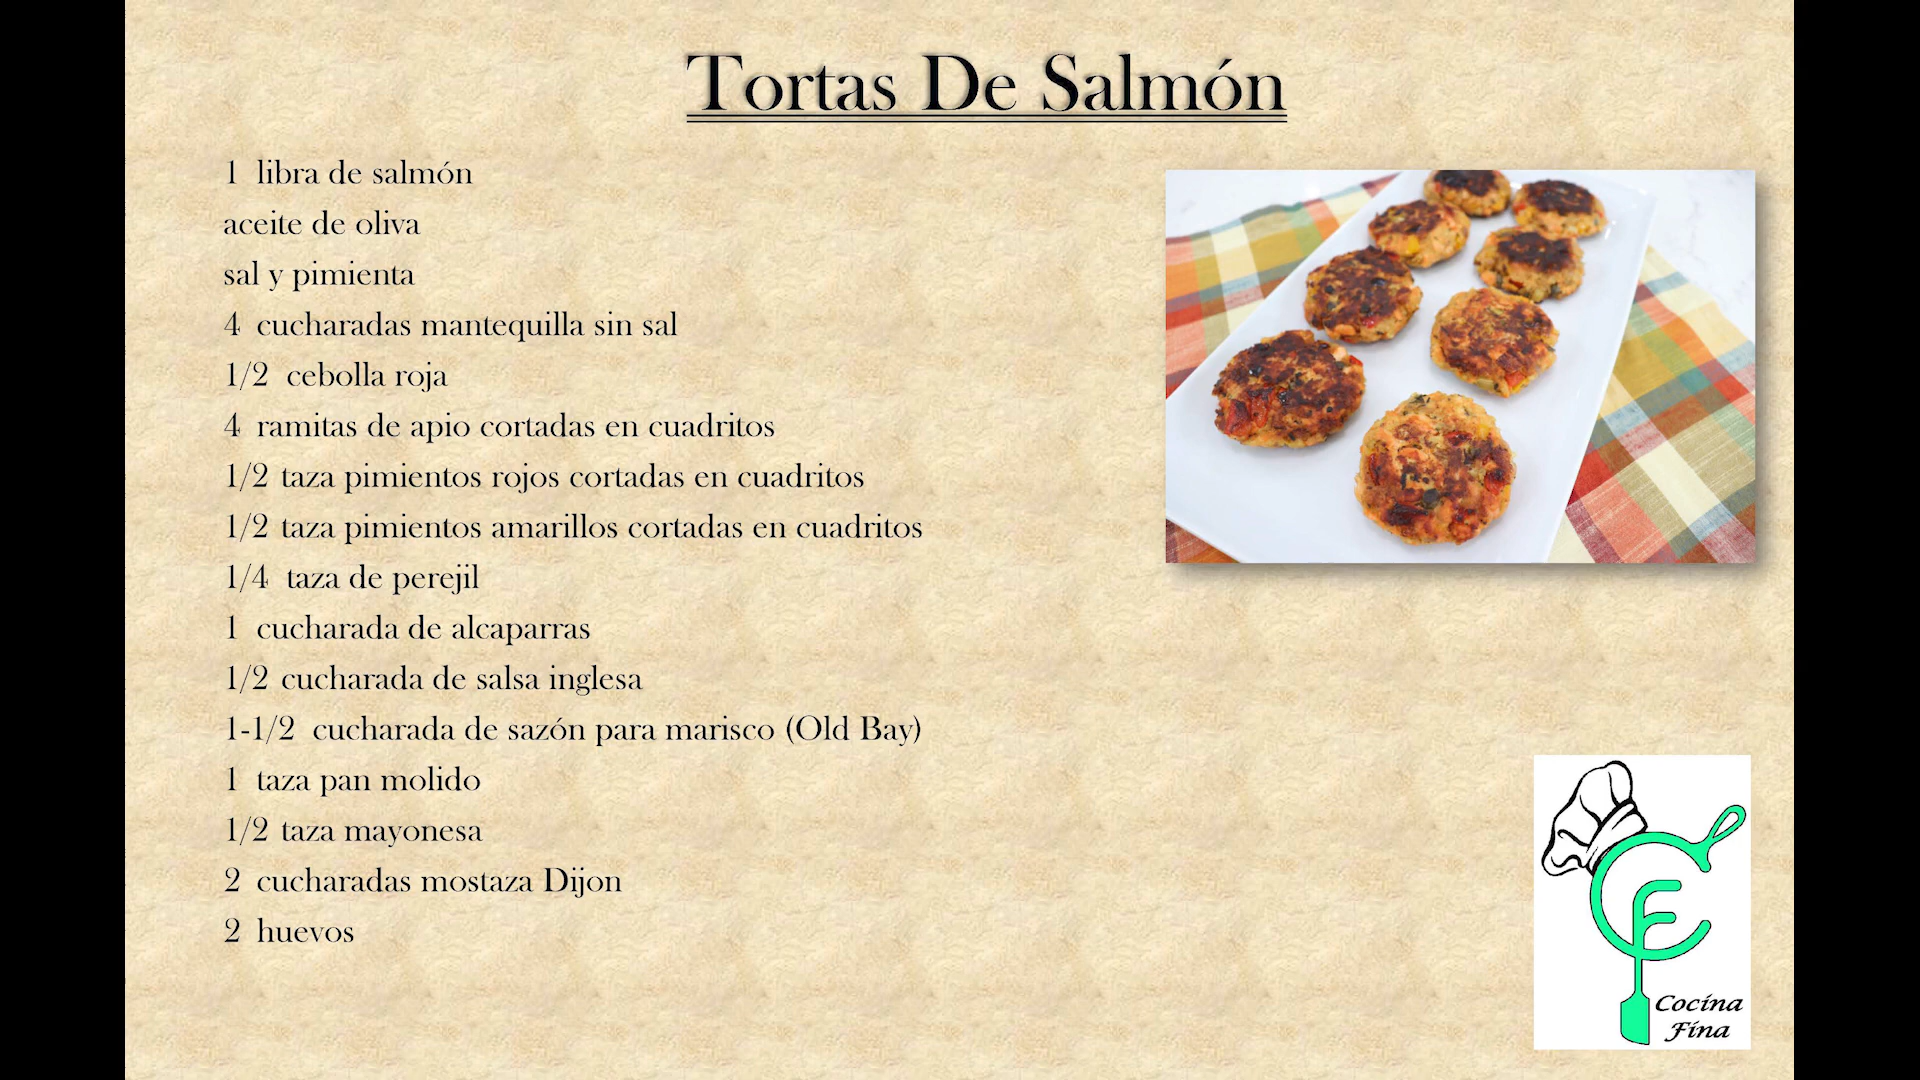 Tortas De Salmón
1 libra de salmón
aceite de oliva
sal y pimienta
4 cucharadas mantequilla sin sal
1/2 cebolla roja
4 ramitas de apio cortadas en cuadritos
1/2 taza pimientos rojos cortadas en cuadritos
1/2 taza pimientos amarillos cortadas en cuadritos
1/4 taza de perejil
1 cucharada de alcaparras
1/2 cucharada de salsa inglesa
1-1/2 cucharada de sazón para marisco (Old Bay)
1 taza pan molido
1/2 taza mayonesa
2 cucharadas mostaza Dijon
2 huevos
CF
Cocina
Fina